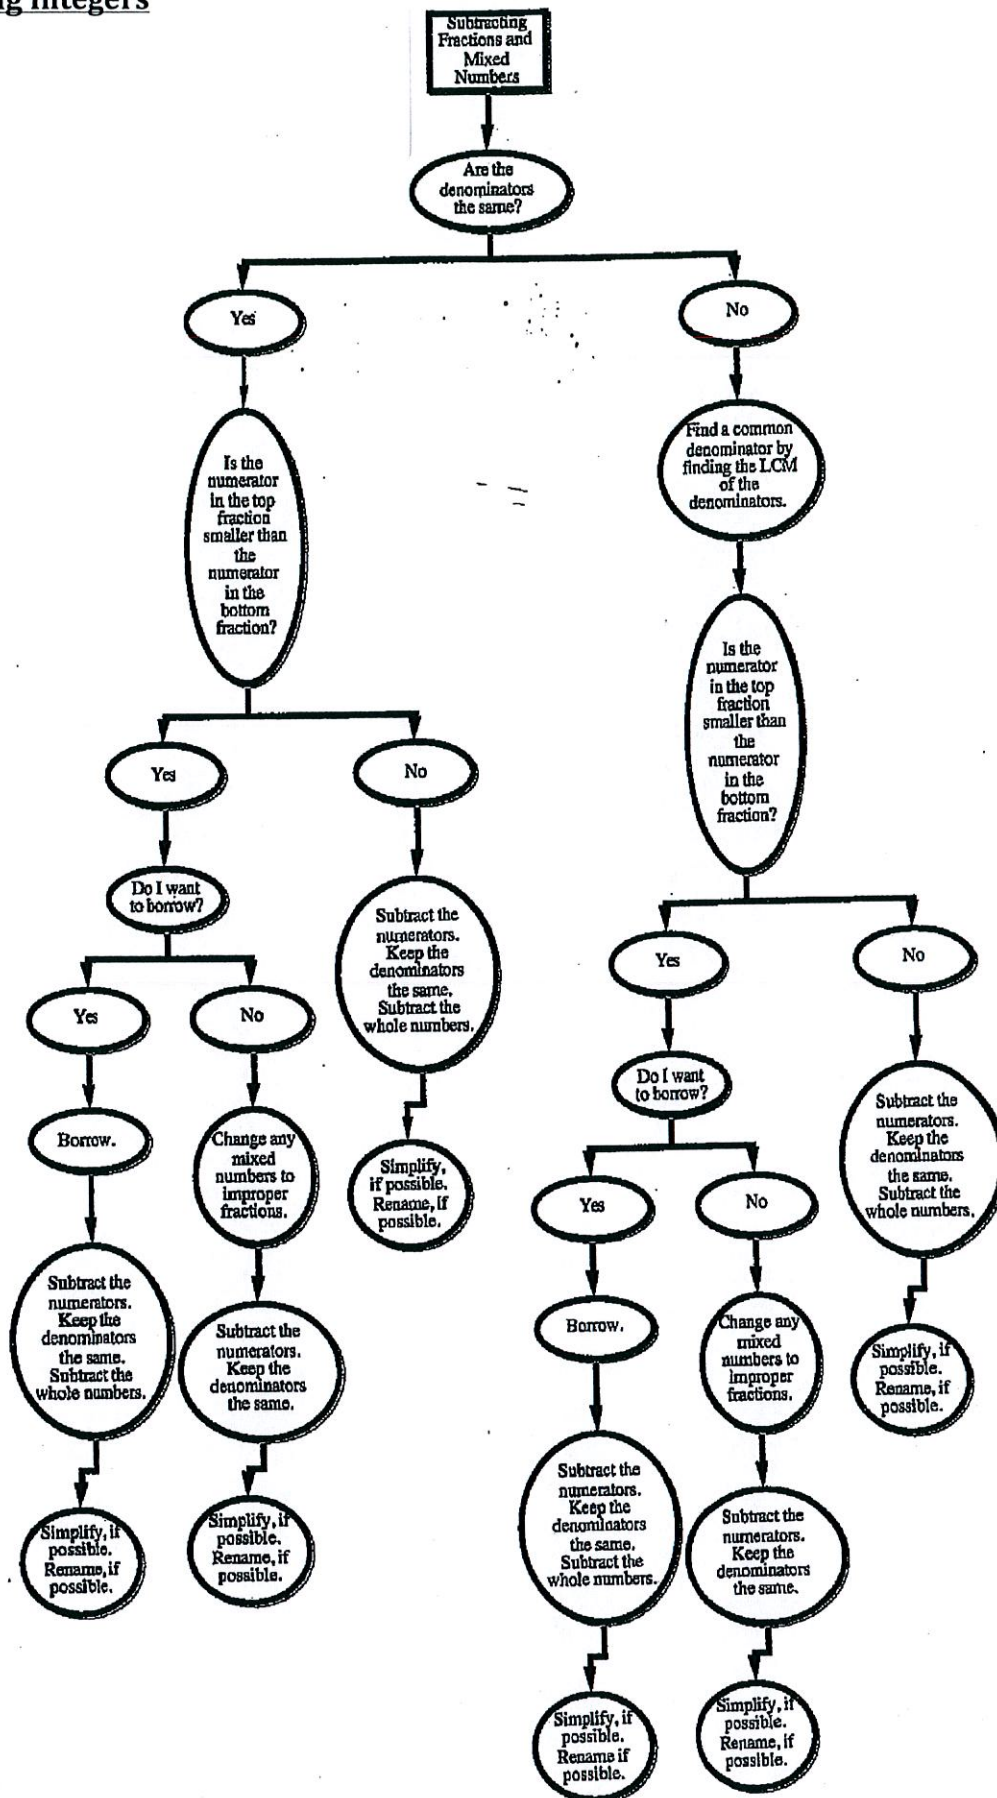 ng Integers
Subtracting
Fractions and
Mixed
Numbers
Are the
denominators
the same?
Yes
No
Is the
numerator
in the top
fraction
smaller than
the
numerator
in the
bottom
fraction?
Find a common
denominator by
finding the LCM
of the
denominators.
Yes
No
Do I want
to borrow?
Subtract the
numerators.
Keep the
denominators
the same.
Subtract the
whole numbers.
Simplify,
if possible.
Rename, if
possible.
Yes
No
Borrow.
Change any
mixed
numbers to
improper
fractions.
Subtract the
numerators.
Keep the
denominators
the same.
Subtract the
whole numbers.
Subtract the
numerators.
Keep the
denominators
the same.
Simplify, if
possible.
Rename, if
possible.
Simplify, if
possible.
Rename, if
possible.
Is the
numerator
in the top
fraction
smaller than
the
numerator
in the
bottom
fraction?
Yes
No
Do I want
to borrow?
Subtract the
numerators.
Keep the
denominators
the same.
Subtract the
whole numbers.
Simplify, if
possible.
Rename, if
possible.
Yes
No
Borrow.
Change any
mixed
numbers to
improper
fractions.
Subtract the
numerators.
Keep the
denominators
the same.
Subtract the
whole numbers.
Subtract the
numerators.
Keep the
denominators
the same.
Simplify, if
possible.
Rename if
possible.
Simplify, if
possible.
Rename, if
possible.